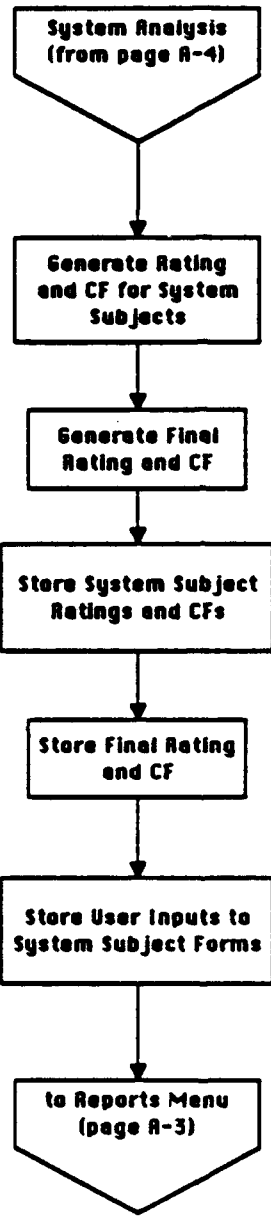 System Analysis
(from page A-4)
Generate Rating
and CF for System
Subjects
Generate Final
Rating and CF
Store System Subject
Ratings and CFs
Store Final Rating
and CF
Store User Inputs to
System Subject Forms
to Reports Menu
(page A-3)